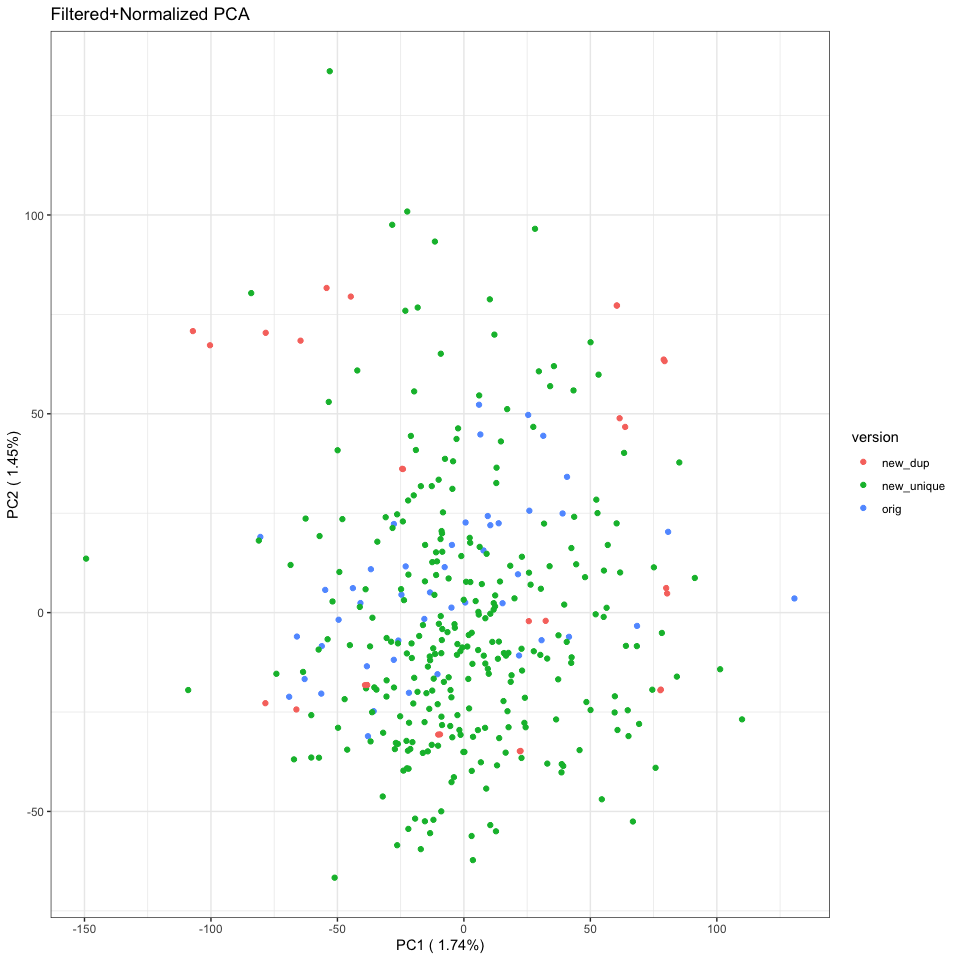 Filtered+Normalized PCA
100
50
0
-50
PC2 ( 1.45%)
-150
-100
-50
0
50
100
PC1 ( 1.74%)
version
new_dup
new_unique
orig